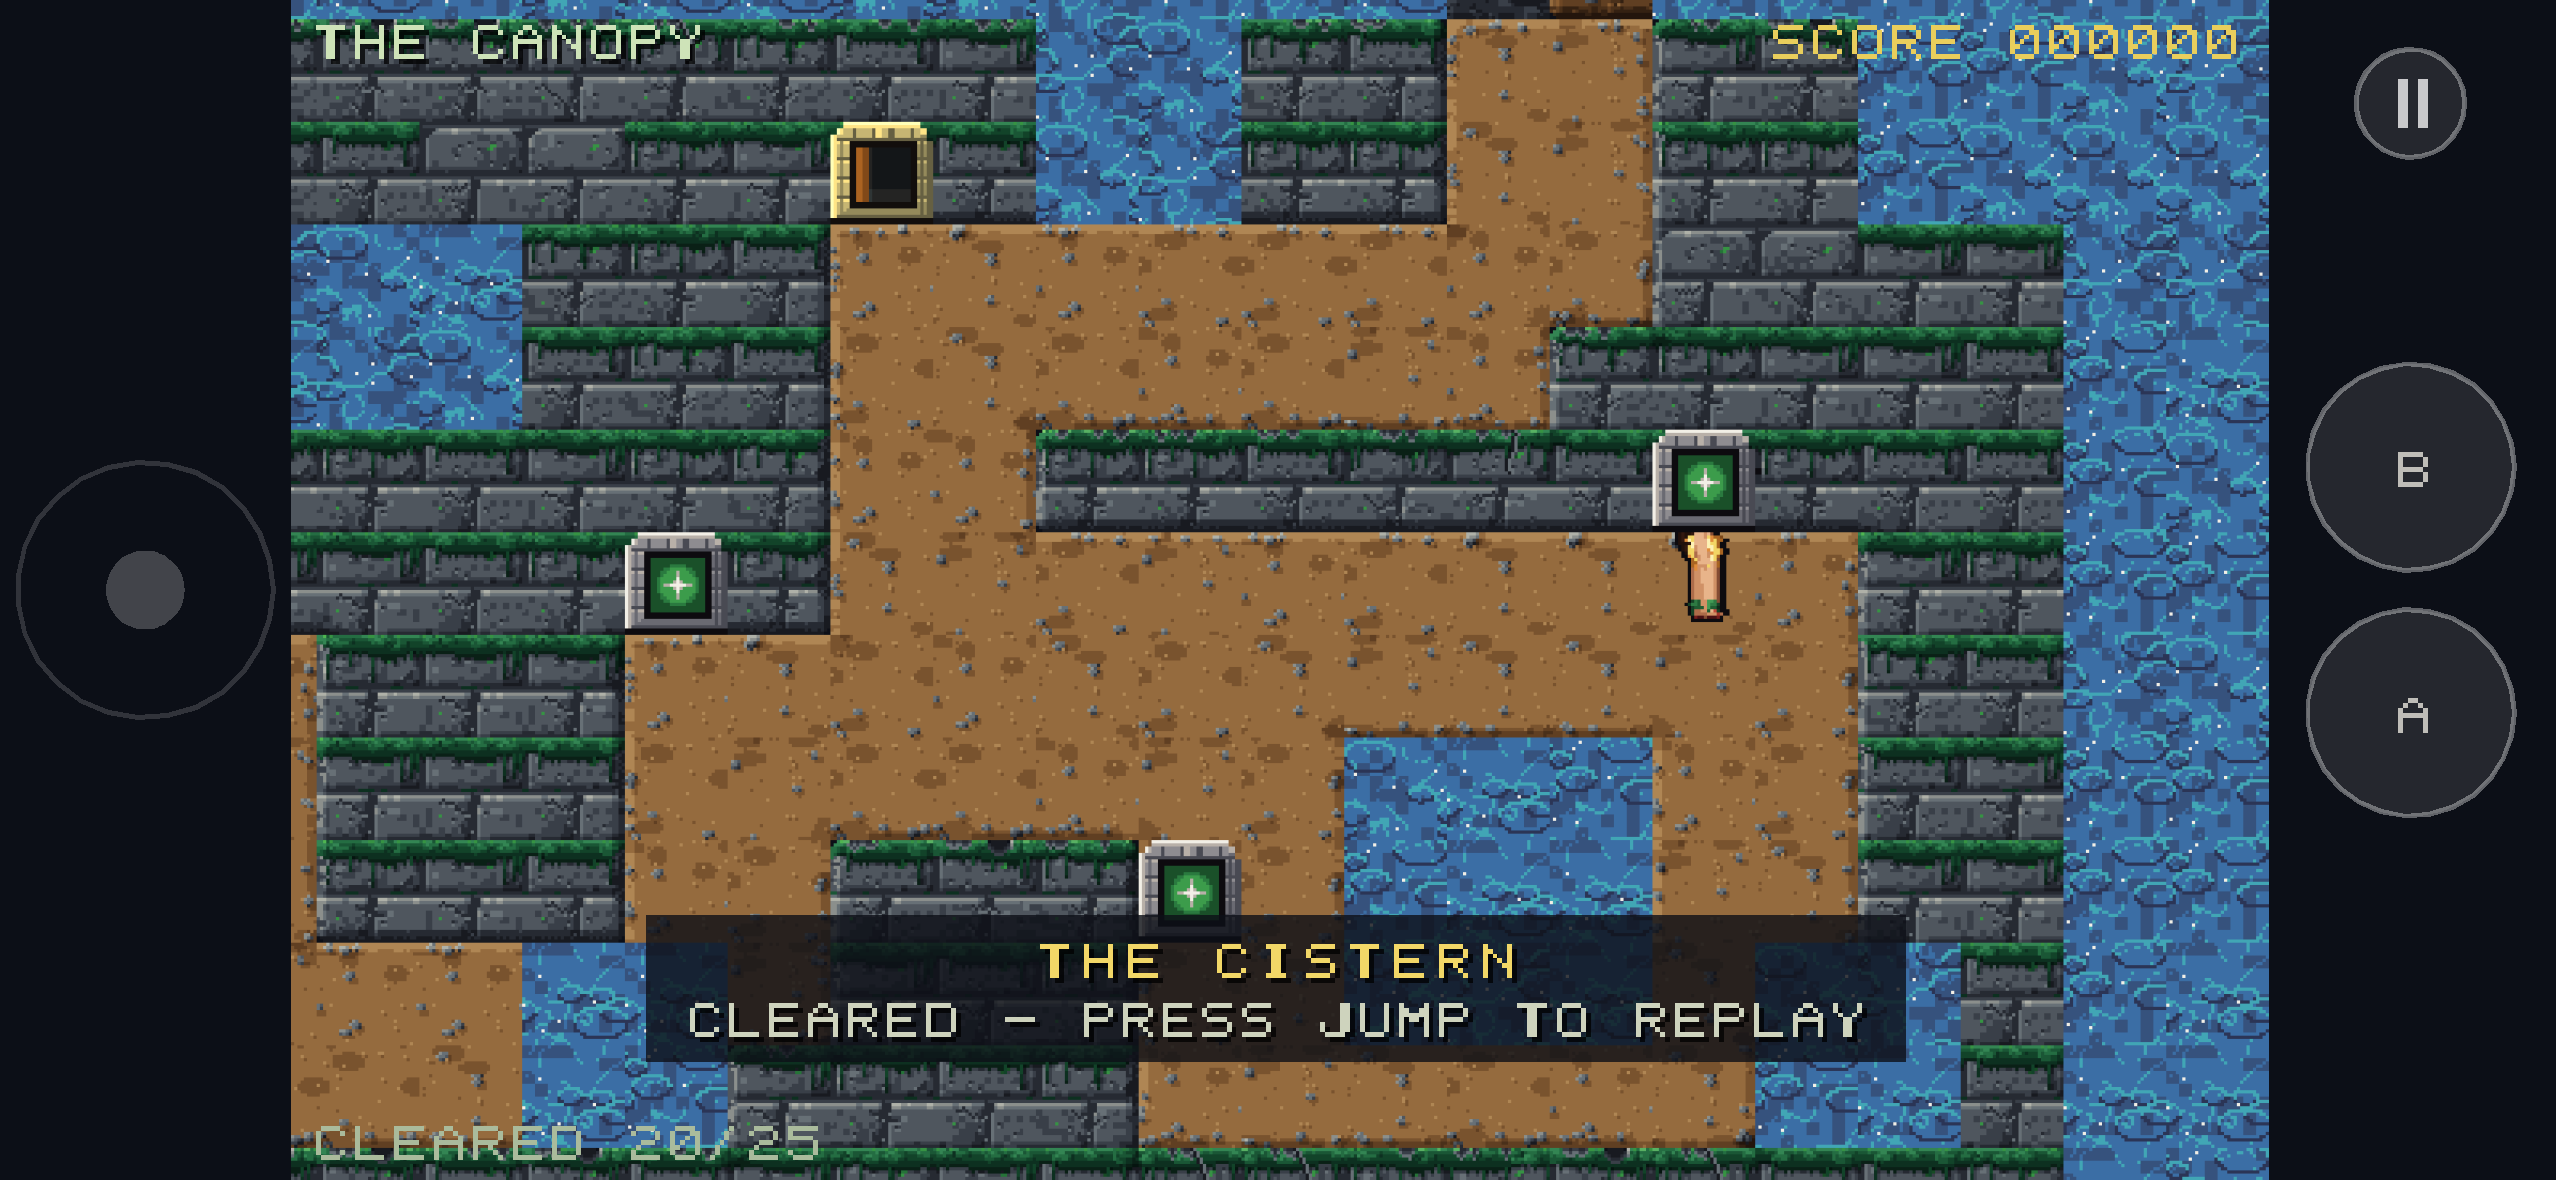 THE CANOPY
SCORE 000000
B
A
THE CISTERN
CLEARED - PRESS JUMP TO REPLAY
CLEARED 20/25